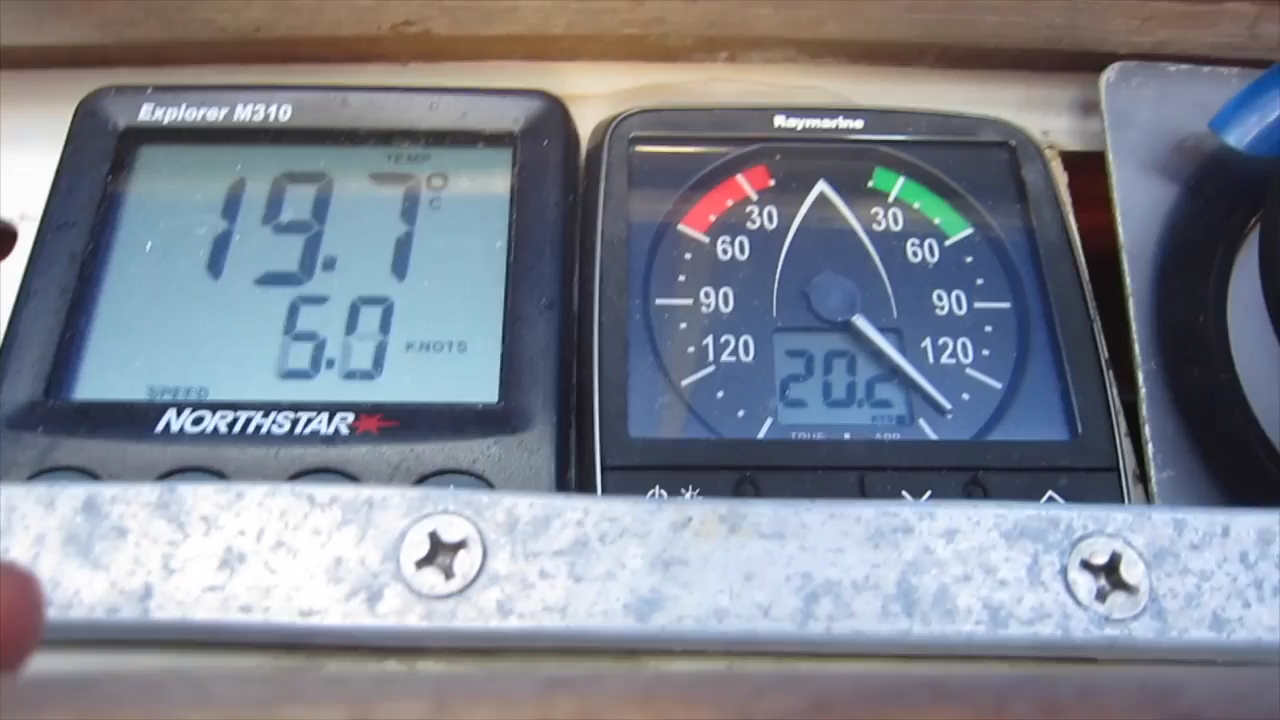 Explorer M310
TEMP
19.7°C
6.0 KNOTS
SPEED
NORTHSTAR
Raymarine
30 30
60 60
90 90
120 120
20.2
KTS
TRUE APP